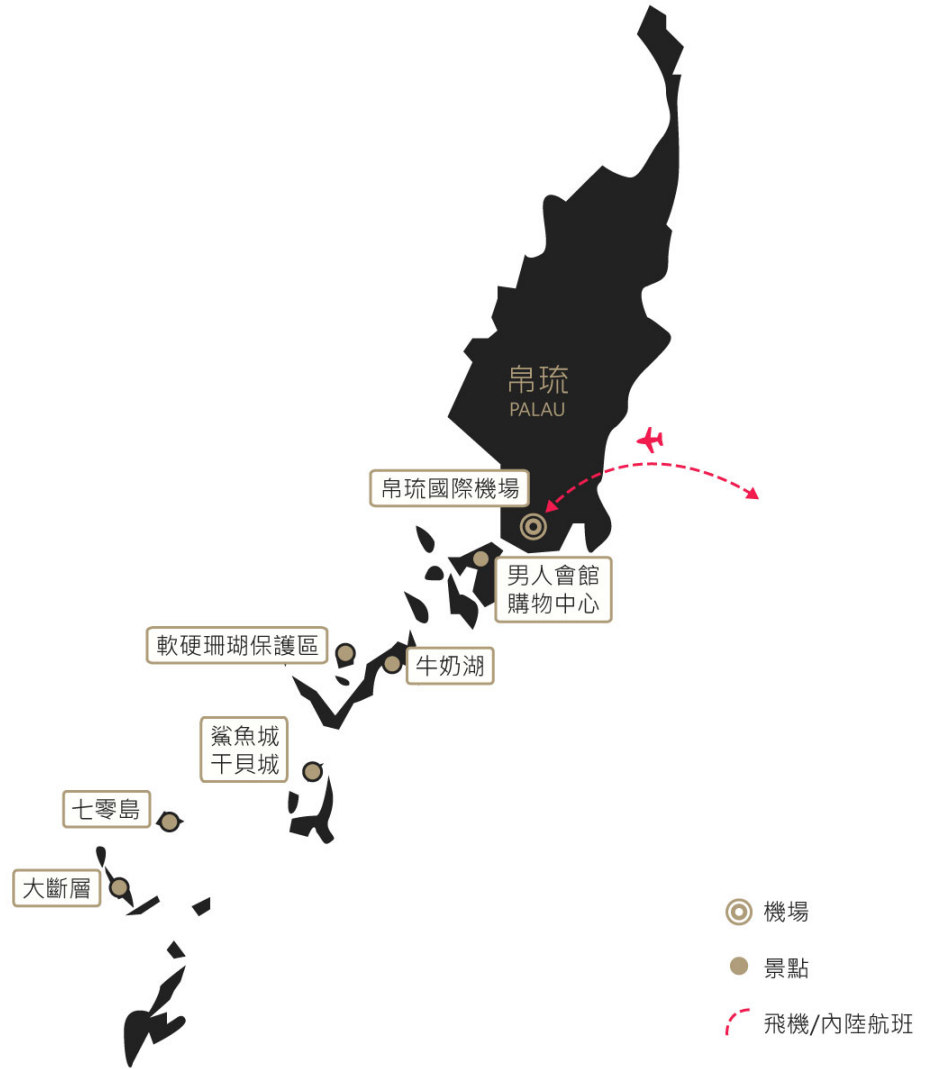 帛琉
PALAU
帛琉國際機場
男人會館
購物中心
軟硬珊瑚保護區
牛奶湖
鯊魚城
干貝城
七零島
大斷層
機場
景點
飛機/內陸航班